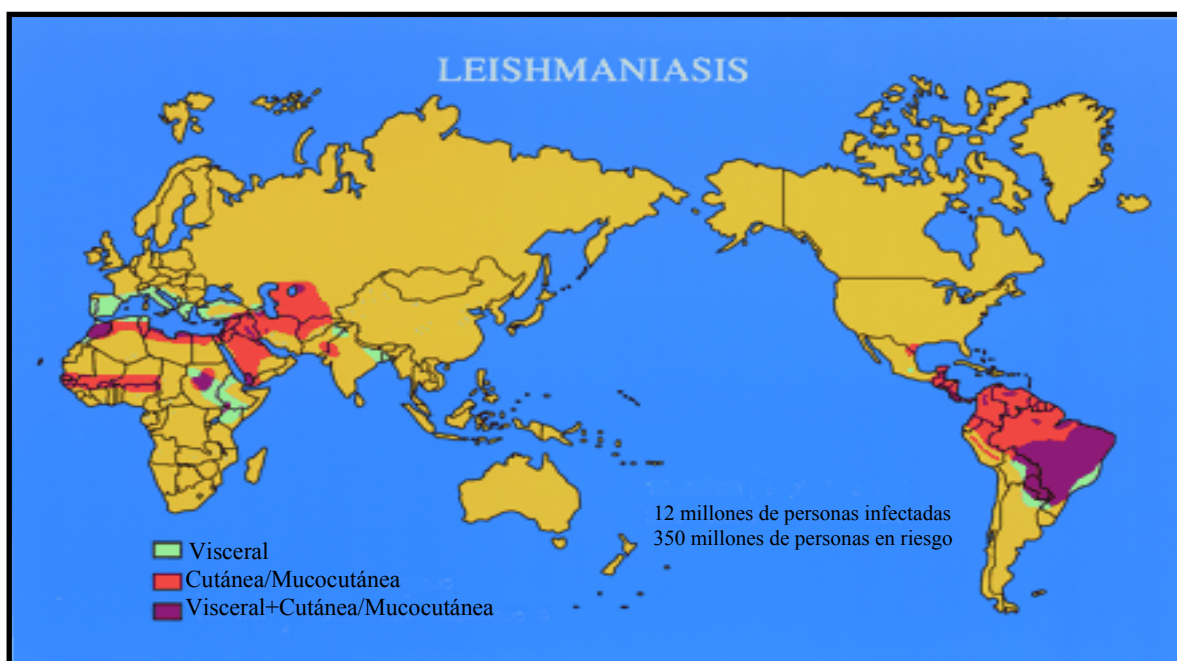 LEISHMANIASIS
12 millones de personas infectadas
350 millones de personas en riesgo
Visceral
Cutánea/Mucocutánea
Visceral+Cutánea/Mucocutánea